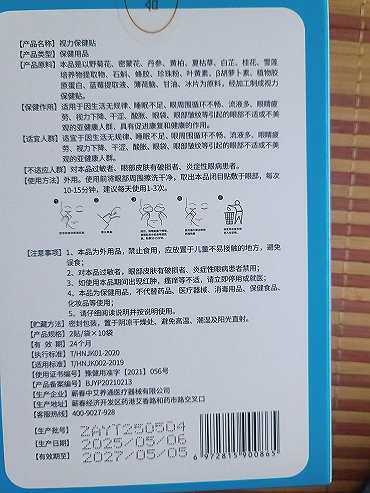 【产品名称】视力保健贴
【产品类型】保健用品
【产品原料】本品是以野菊花、密蒙花、丹参、黄柏、夏枯草、白芷、桂花、雪莲
培养物提取物、石斛、蜂胶、珍珠粉、叶黄素、β胡萝卜素、植物胶
原蛋白、蓝莓提取液、薄荷脑、甘油、冰片为原料，经加工制成视力
保健贴。
【保健作用】适用于因生活无规律、睡眠不足、眼周循环不畅、流液多、眼睛疲
劳、视力下降、干涩、酸胀、眼袋、眼部皱纹等引起的眼部不适或不美
观的亚健康人群，具有促进康复和健康的作用。
【适宜人群】适宜于因生活无规律、睡眠不足、眼周循环不畅、流液多、眼睛疲
劳、视力下降、干涩、酸胀、眼袋、眼部皱纹等引起的眼部不适或不美观
的亚健康人群。
【不适应人群】对本品过敏者、眼部皮肤有破损者、炎症性眼病患者。
【使用方法】外用。使用前将眼部周围擦洗干净，取出本品闭目贴敷于眼部，每次
10-15分钟，建议每天使用1-3次。
【注意事项】1、本品为外用品，禁止食用，应放置于儿童不易接触的地方，避免
误食；
2、对本品过敏者，眼部皮肤有破损者、炎症性眼病患者禁用；
3、如使用本品期间出现红肿，瘙痒等不适，请立即停用或就医；
4、本品为保健用品，不代替药品、医疗器械、消毒用品、保健食品、
化妆品等使用；
5、请仔细阅读说明并按说明使用。
【贮藏方法】密封包装，置于阴凉干燥处、避免高温、潮湿及阳光直射。
【产品规格】2贴/袋×10袋
【有 效 期】24个月
【执行标准】T/HNJK01-2020
【适用标准】T/HNJK002.1-2019
【使用证书编号】豫健用准字【2021】056号
【产品备案编号】BJYP20210213
【生产企业】蕲春中艾养通医疗器械有限公司
【生产地址】蕲春经济开发区药港艾香路和药市路交叉口
【客服热线】400-9027-928
【生产批号】ZAYT250504
【生产日期】2025/05/06
【有效期至】2027/05/05
6 972815 900865